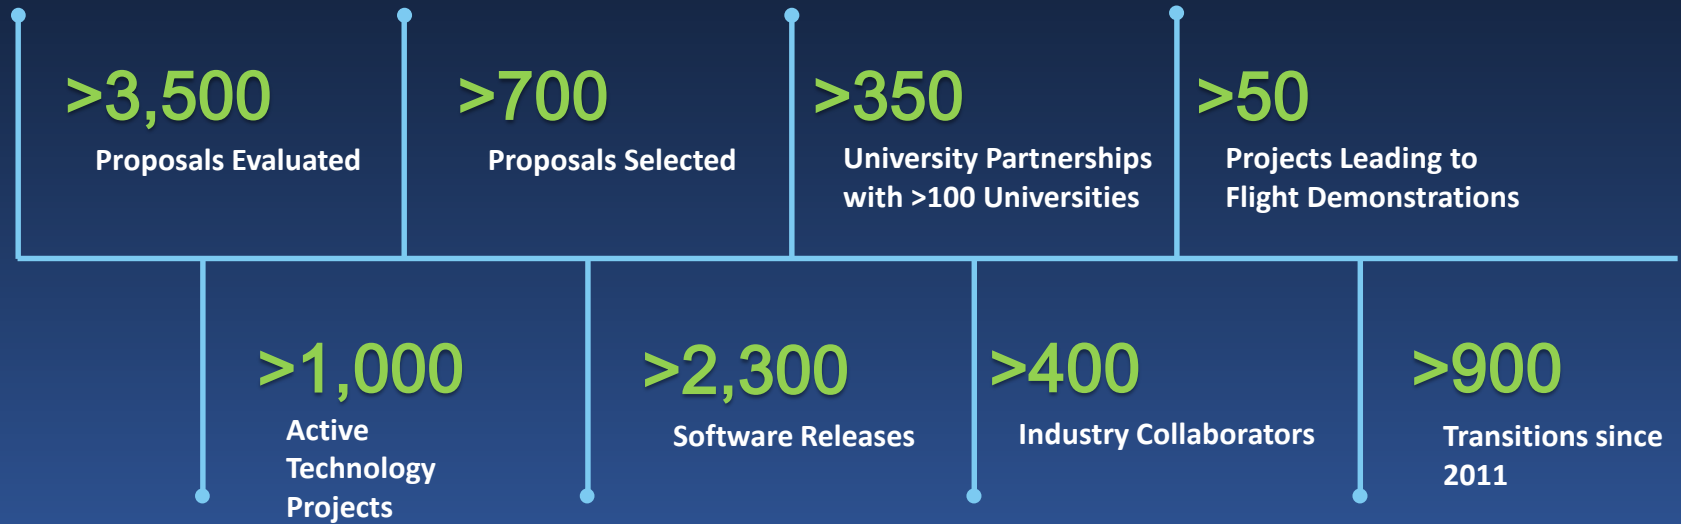 >3,500
Proposals Evaluated
>700
Proposals Selected
>350
University Partnerships
with >100 Universities
>50
Projects Leading to
Flight Demonstrations
>1,000
Active
Technology
Projects
>2,300
Software Releases
>400
Industry Collaborators
>900
Transitions since
2011